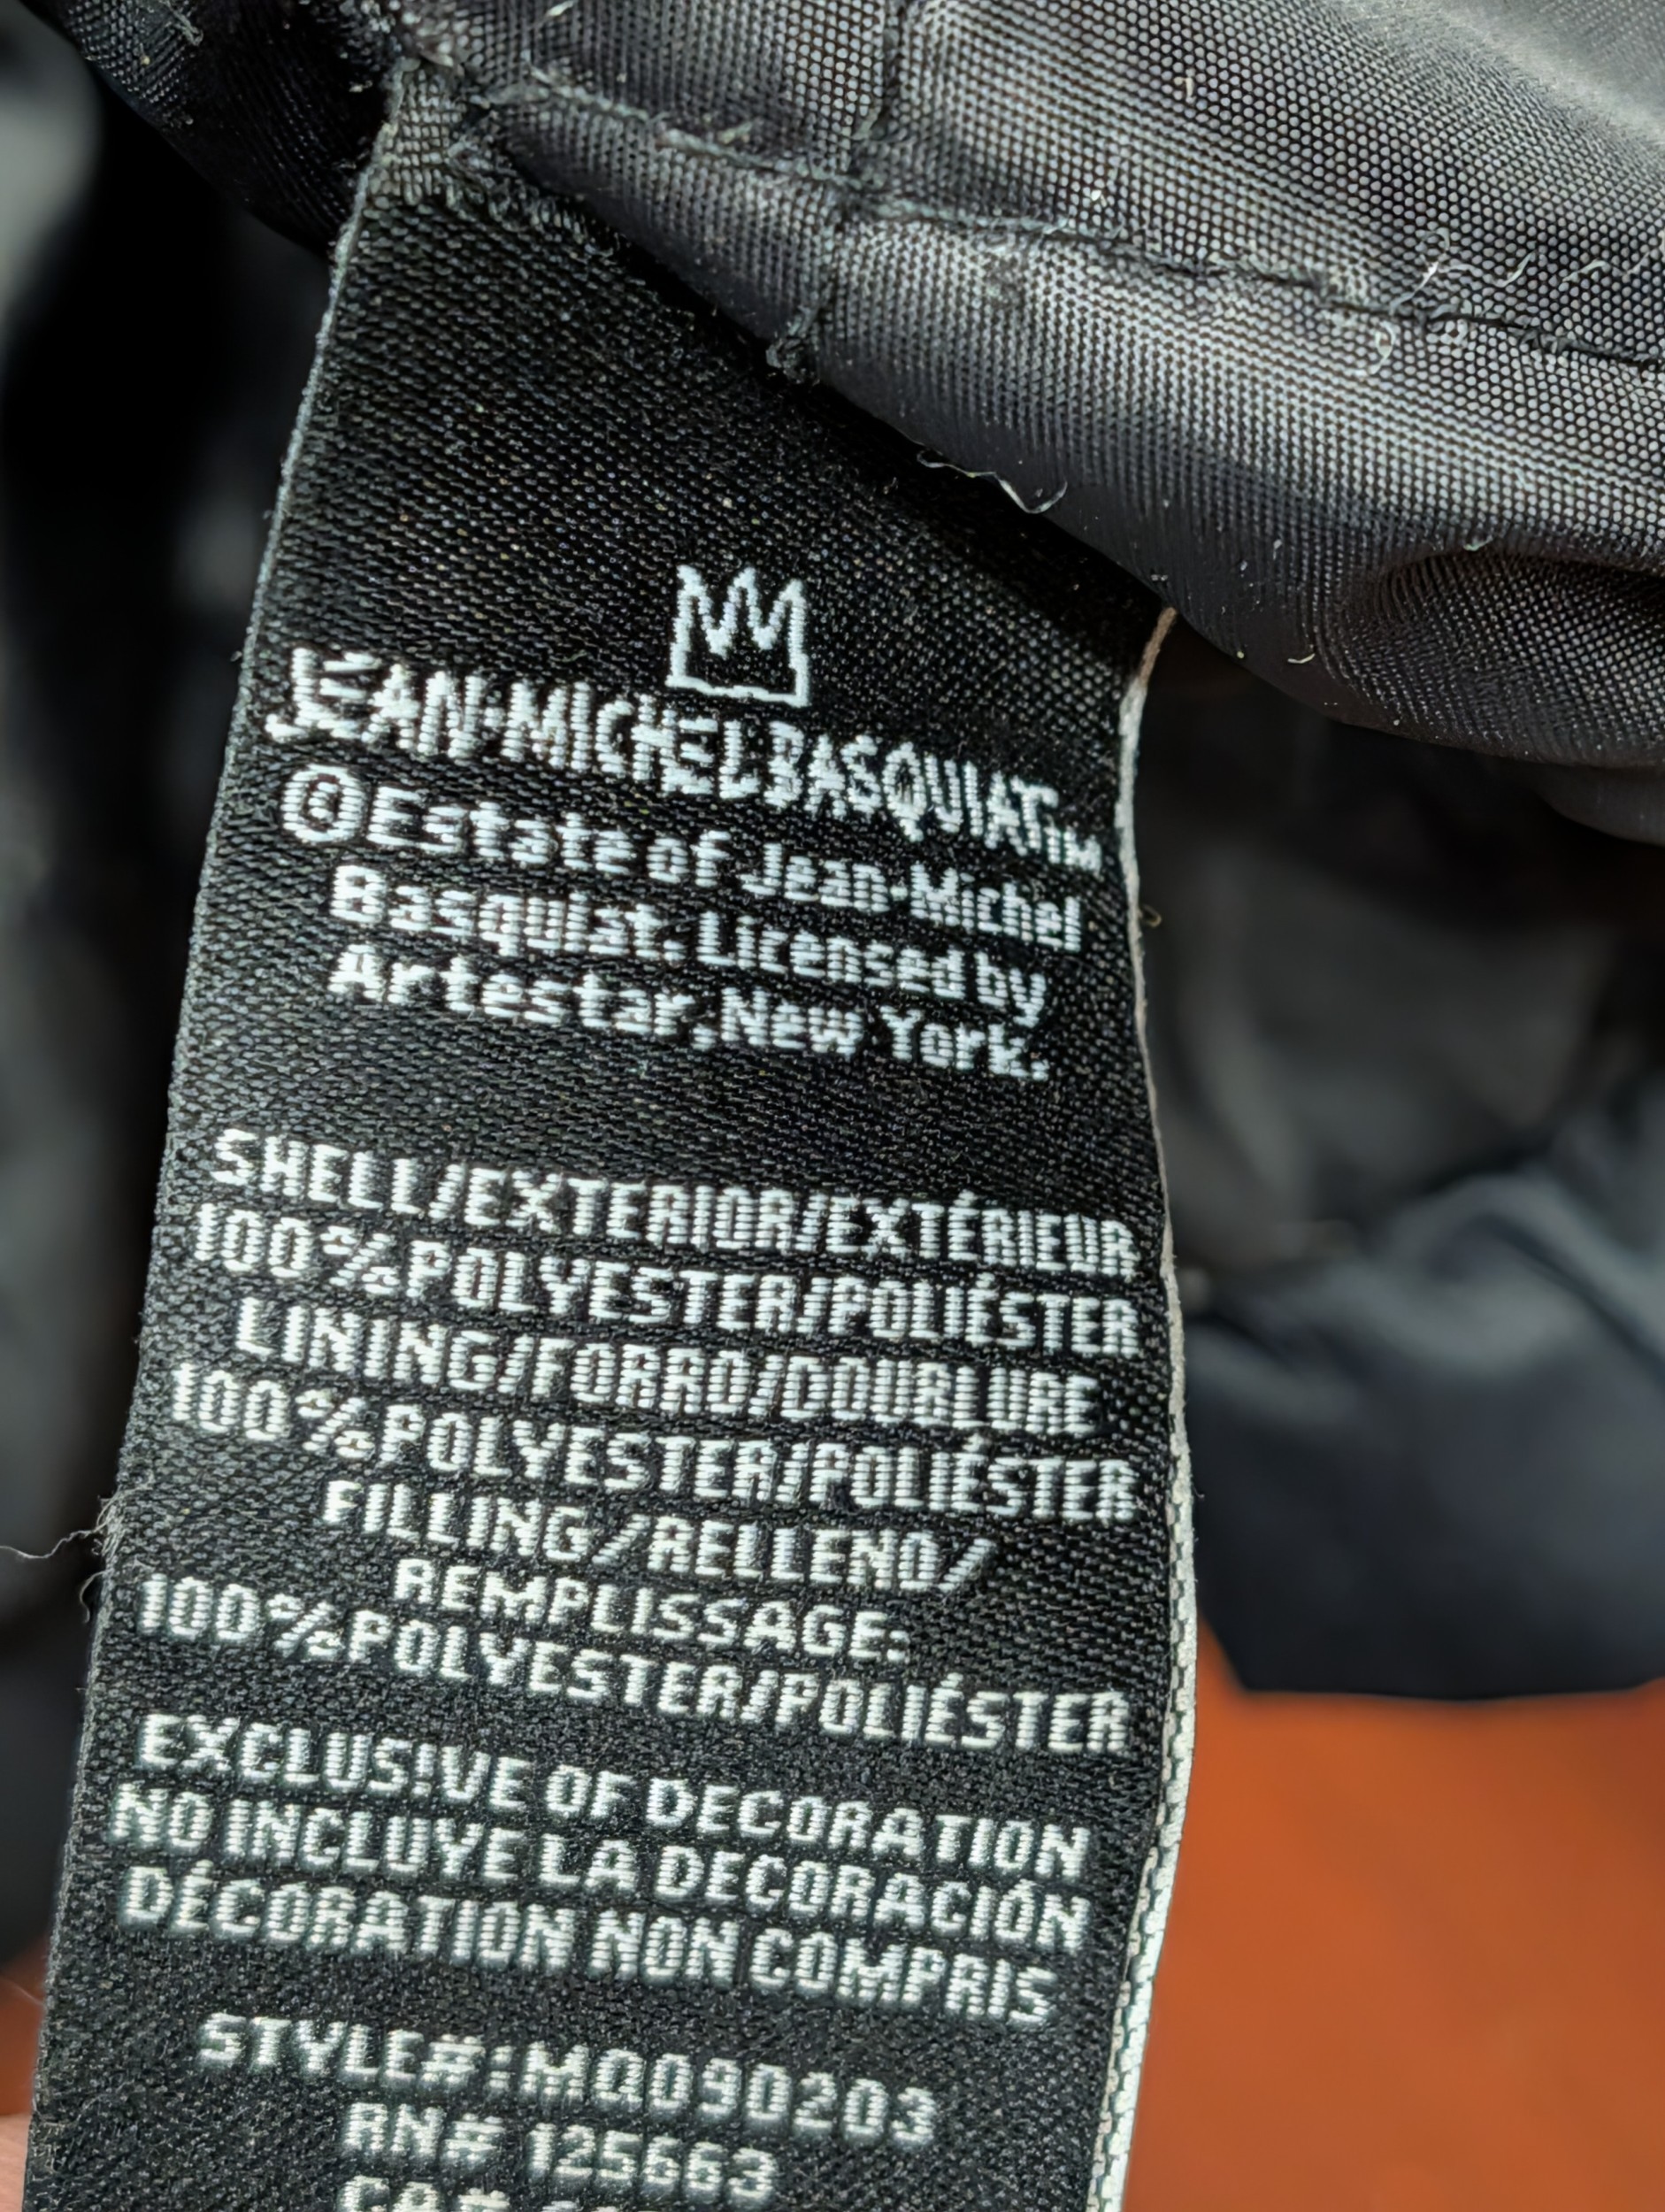 JEAN-MICHEL BASQUIAT™
©Estate of Jean-Michel
Basquiat. Licensed by
Artestar, New York.
SHELL/EXTERIOR/EXTÉRIEUR
100%POLYESTER/POLIÉSTER
LINING/FORRO/DOUBLURE
100%POLYESTER/POLIÉSTER
FILLING/RELLENO/
REMPLISSAGE:
100%POLYESTER/POLIÉSTER
EXCLUSIVE OF DECORATION
NO INCLUYE LA DECORACIÓN
DÉCORATION NON COMPRIS
STYLE#:MQ090203
RN# 125663
CA#